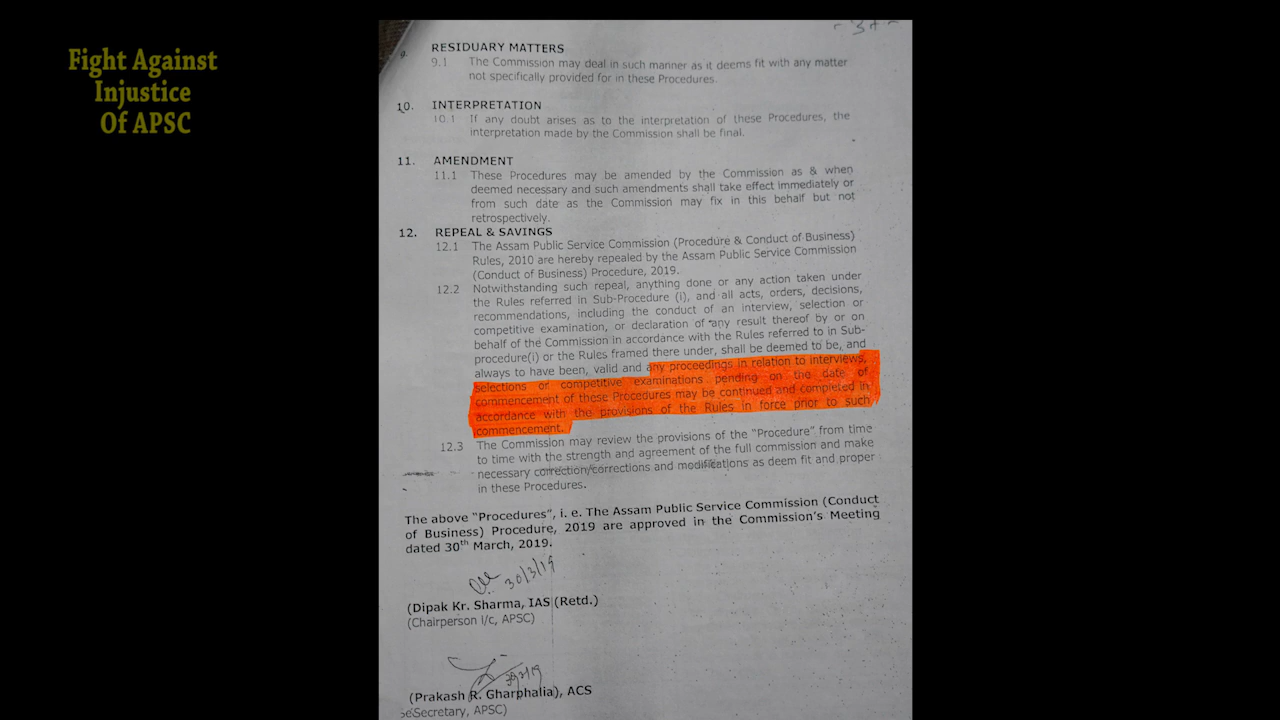 Fight Against
Injustice
Of APSC
9. RESIDUARY MATTERS
9.1 The Commission may deal in such manner as it deems fit with any matter
not specifically provided for in these Procedures.
10. INTERPRETATION
10.1 If any doubt arises as to the interpretation of these Procedures, the
interpretation made by the Commission shall be final.
11. AMENDMENT
11.1 These Procedures may be amended by the Commission as & when
deemed necessary and such amendments shall take effect immediately or
from such date as the Commission may fix in this behalf but not
retrospectively.
12. REPEAL & SAVINGS
12.1 The Assam Public Service Commission (Procedure & Conduct of Business)
Rules, 2010 are hereby repealed by the Assam Public Service Commission
(Conduct of Business) Procedure, 2019.
12.2 Notwithstanding such repeal, anything done or any action taken under
the Rules referred in Sub-Procedure (i), and all acts, orders, decisions,
recommendations, including the conduct of an interview, selection or
competitive examination, or declaration of any result thereof by or on
behalf of the Commission in accordance with the Rules referred to in Sub-
procedure(i) or the Rules framed there under, shall be deemed to be, and
always to have been, valid and any proceedings in relation to interviews,
selections or competitive examinations pending on the date of
commencement of these Procedures may be continued and completed in
accordance with the provisions of the Rules in force prior to such
commencement.
12.3 The Commission may review the provisions of the "Procedure" from time
to time with the strength and agreement of the full commission and make
necessary correction/corrections and modifications as deem fit and proper
in these Procedures.
The above "Procedures", i. e. The Assam Public Service Commission (Conduct
of Business) Procedure, 2019 are approved in the Commission's Meeting
dated 30th March, 2019.
30/3/19
(Dipak Kr. Sharma, IAS (Retd.)
(Chairperson I/c, APSC)
(Prakash R. Gharphalia), ACS
Secretary, APSC)